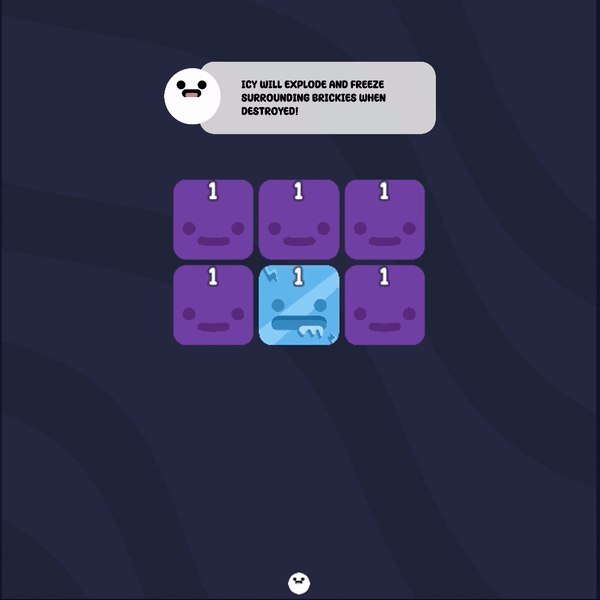 ICY WILL EXPLODE AND FREEZE
SURROUNDING BRICKIES WHEN
DESTROYED!
1 1 1
1 1 1